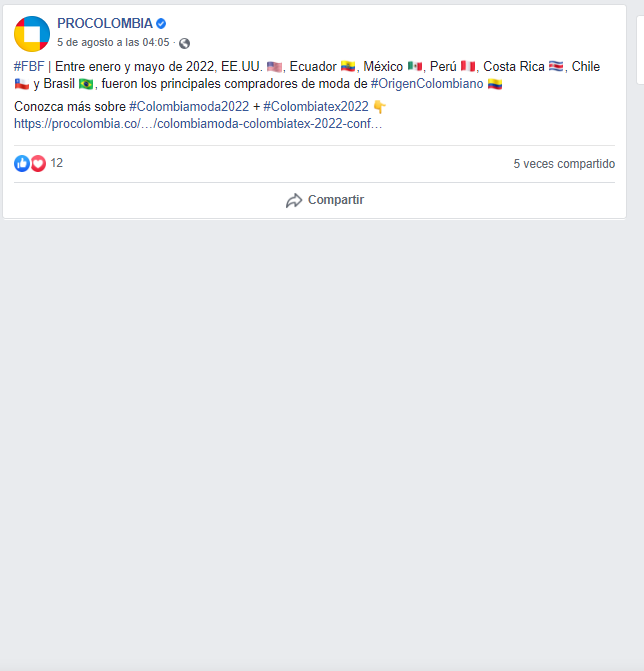 PROCOLOMBIA
5 de agosto a las 04:05 ·
#FBF | Entre enero y mayo de 2022, EE.UU. 🇺🇸, Ecuador 🇪🇨, México 🇲🇽, Perú 🇵🇪, Costa Rica 🇨🇷, Chile
🇨🇱 y Brasil 🇧🇷, fueron los principales compradores de moda de #OrigenColombiano 🇨🇴
Conozca más sobre #Colombiamoda2022 + #Colombiatex2022 👇
https://procolombia.co/…/colombiamoda-colombiatex-2022-conf…
12
5 veces compartido
Compartir